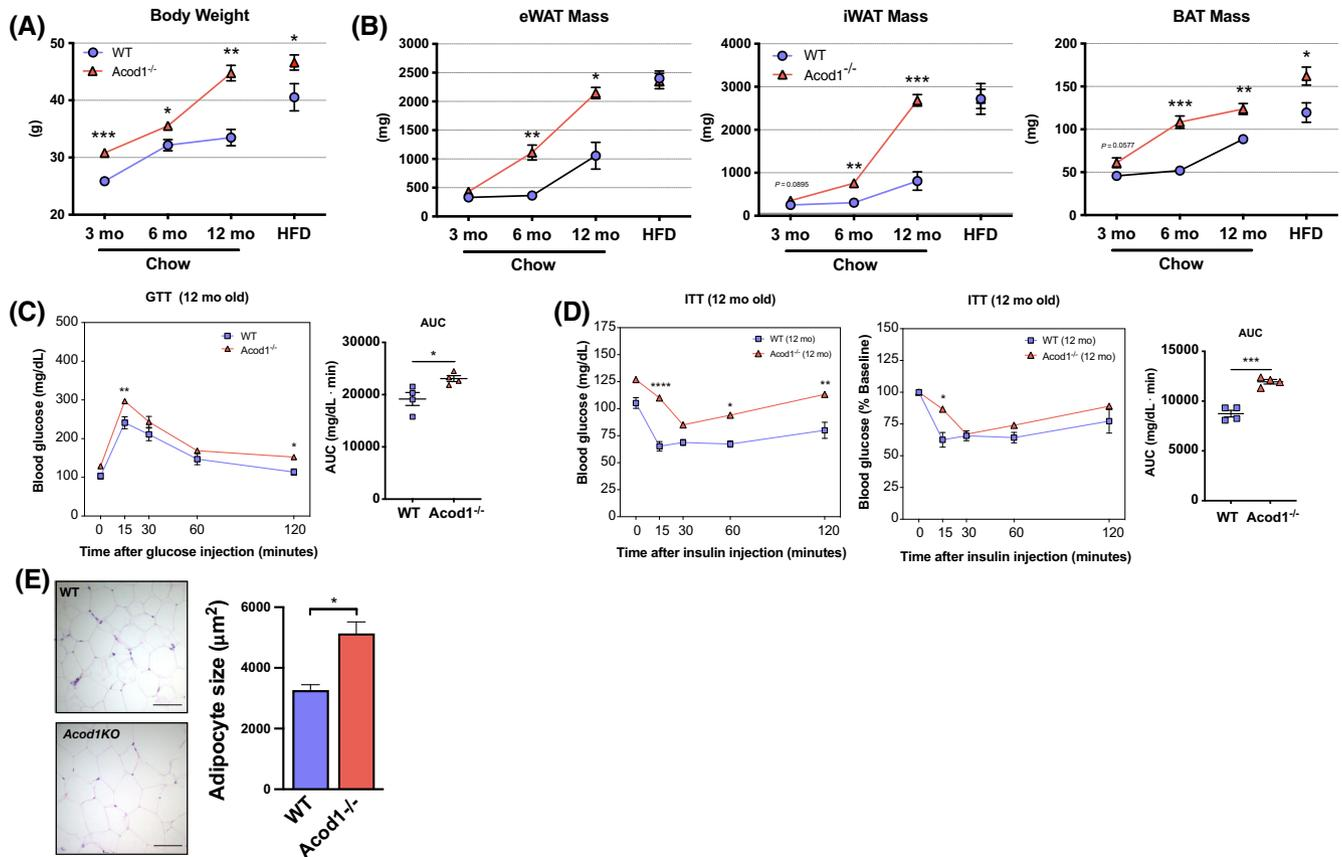 (A)
Body Weight
50
40
30
20
(g)
WT
Acod1-/-
***
*
**
*
3 mo 6 mo 12 mo HFD
Chow
(B)
eWAT Mass
3000
2500
2000
1500
1000
500
0
(mg)
**
*
3 mo 6 mo 12 mo HFD
Chow
iWAT Mass
4000
3000
2000
1000
0
(mg)
WT
Acod1-/-
P = 0.0895
**
***
3 mo 6 mo 12 mo HFD
Chow
BAT Mass
200
150
100
50
0
(mg)
P = 0.0577
***
**
*
3 mo 6 mo 12 mo HFD
Chow
(C)
GTT (12 mo old)
500
400
300
200
100
0
Blood glucose (mg/dL)
WT
Acod1-/-
**
*
0 15 30 60 120
Time after glucose injection (minutes)
AUC
30000
20000
10000
0
AUC (mg/dL · min)
*
WT Acod1-/-
(D)
ITT (12 mo old)
175
150
125
100
75
50
25
0
Blood glucose (mg/dL)
WT (12 mo)
Acod1-/- (12 mo)
****
*
**
0 15 30 60 120
Time after insulin injection (minutes)
ITT (12 mo old)
150
125
100
75
50
25
0
Blood glucose (% Baseline)
WT (12 mo)
Acod1-/- (12 mo)
*
0 15 30 60 120
Time after insulin injection (minutes)
AUC
15000
10000
5000
0
AUC (mg/dL · min)
***
WT Acod1-/-
(E)
WT
Acod1KO
6000
4000
2000
0
Adipocyte size (μm²)
*
WT
Acod1-/-